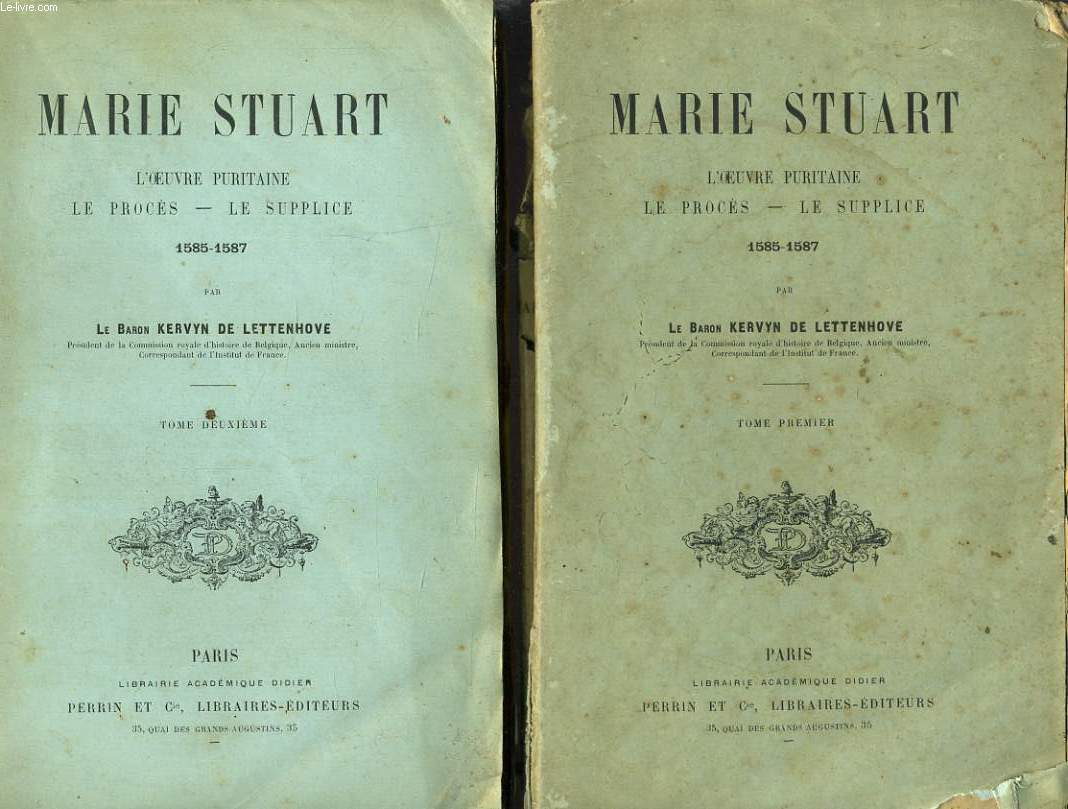 Le-livre.com
MARIE STUART
L'ŒUVRE PURITAINE
LE PROCÈS — LE SUPPLICE
1585-1587
PAR
LE BARON KERVYN DE LETTENHOVE
Président de la Commission royale d'histoire de Belgique, Ancien ministre,
Correspondant de l'Institut de France.
TOME DEUXIÈME
PARIS
LIBRAIRIE ACADÉMIQUE DIDIER
PERRIN ET Cie, LIBRAIRES-ÉDITEURS
35, QUAI DES GRANDS AUGUSTINS, 35
MARIE STUART
L'ŒUVRE PURITAINE
LE PROCÈS — LE SUPPLICE
1585-1587
PAR
LE BARON KERVYN DE LETTENHOVE
Président de la Commission royale d'histoire de Belgique, Ancien ministre,
Correspondant de l'Institut de France.
TOME PREMIER
PARIS
LIBRAIRIE ACADÉMIQUE DIDIER
PERRIN ET Cie, LIBRAIRES-ÉDITEURS
35, QUAI DES GRANDS AUGUSTINS, 35